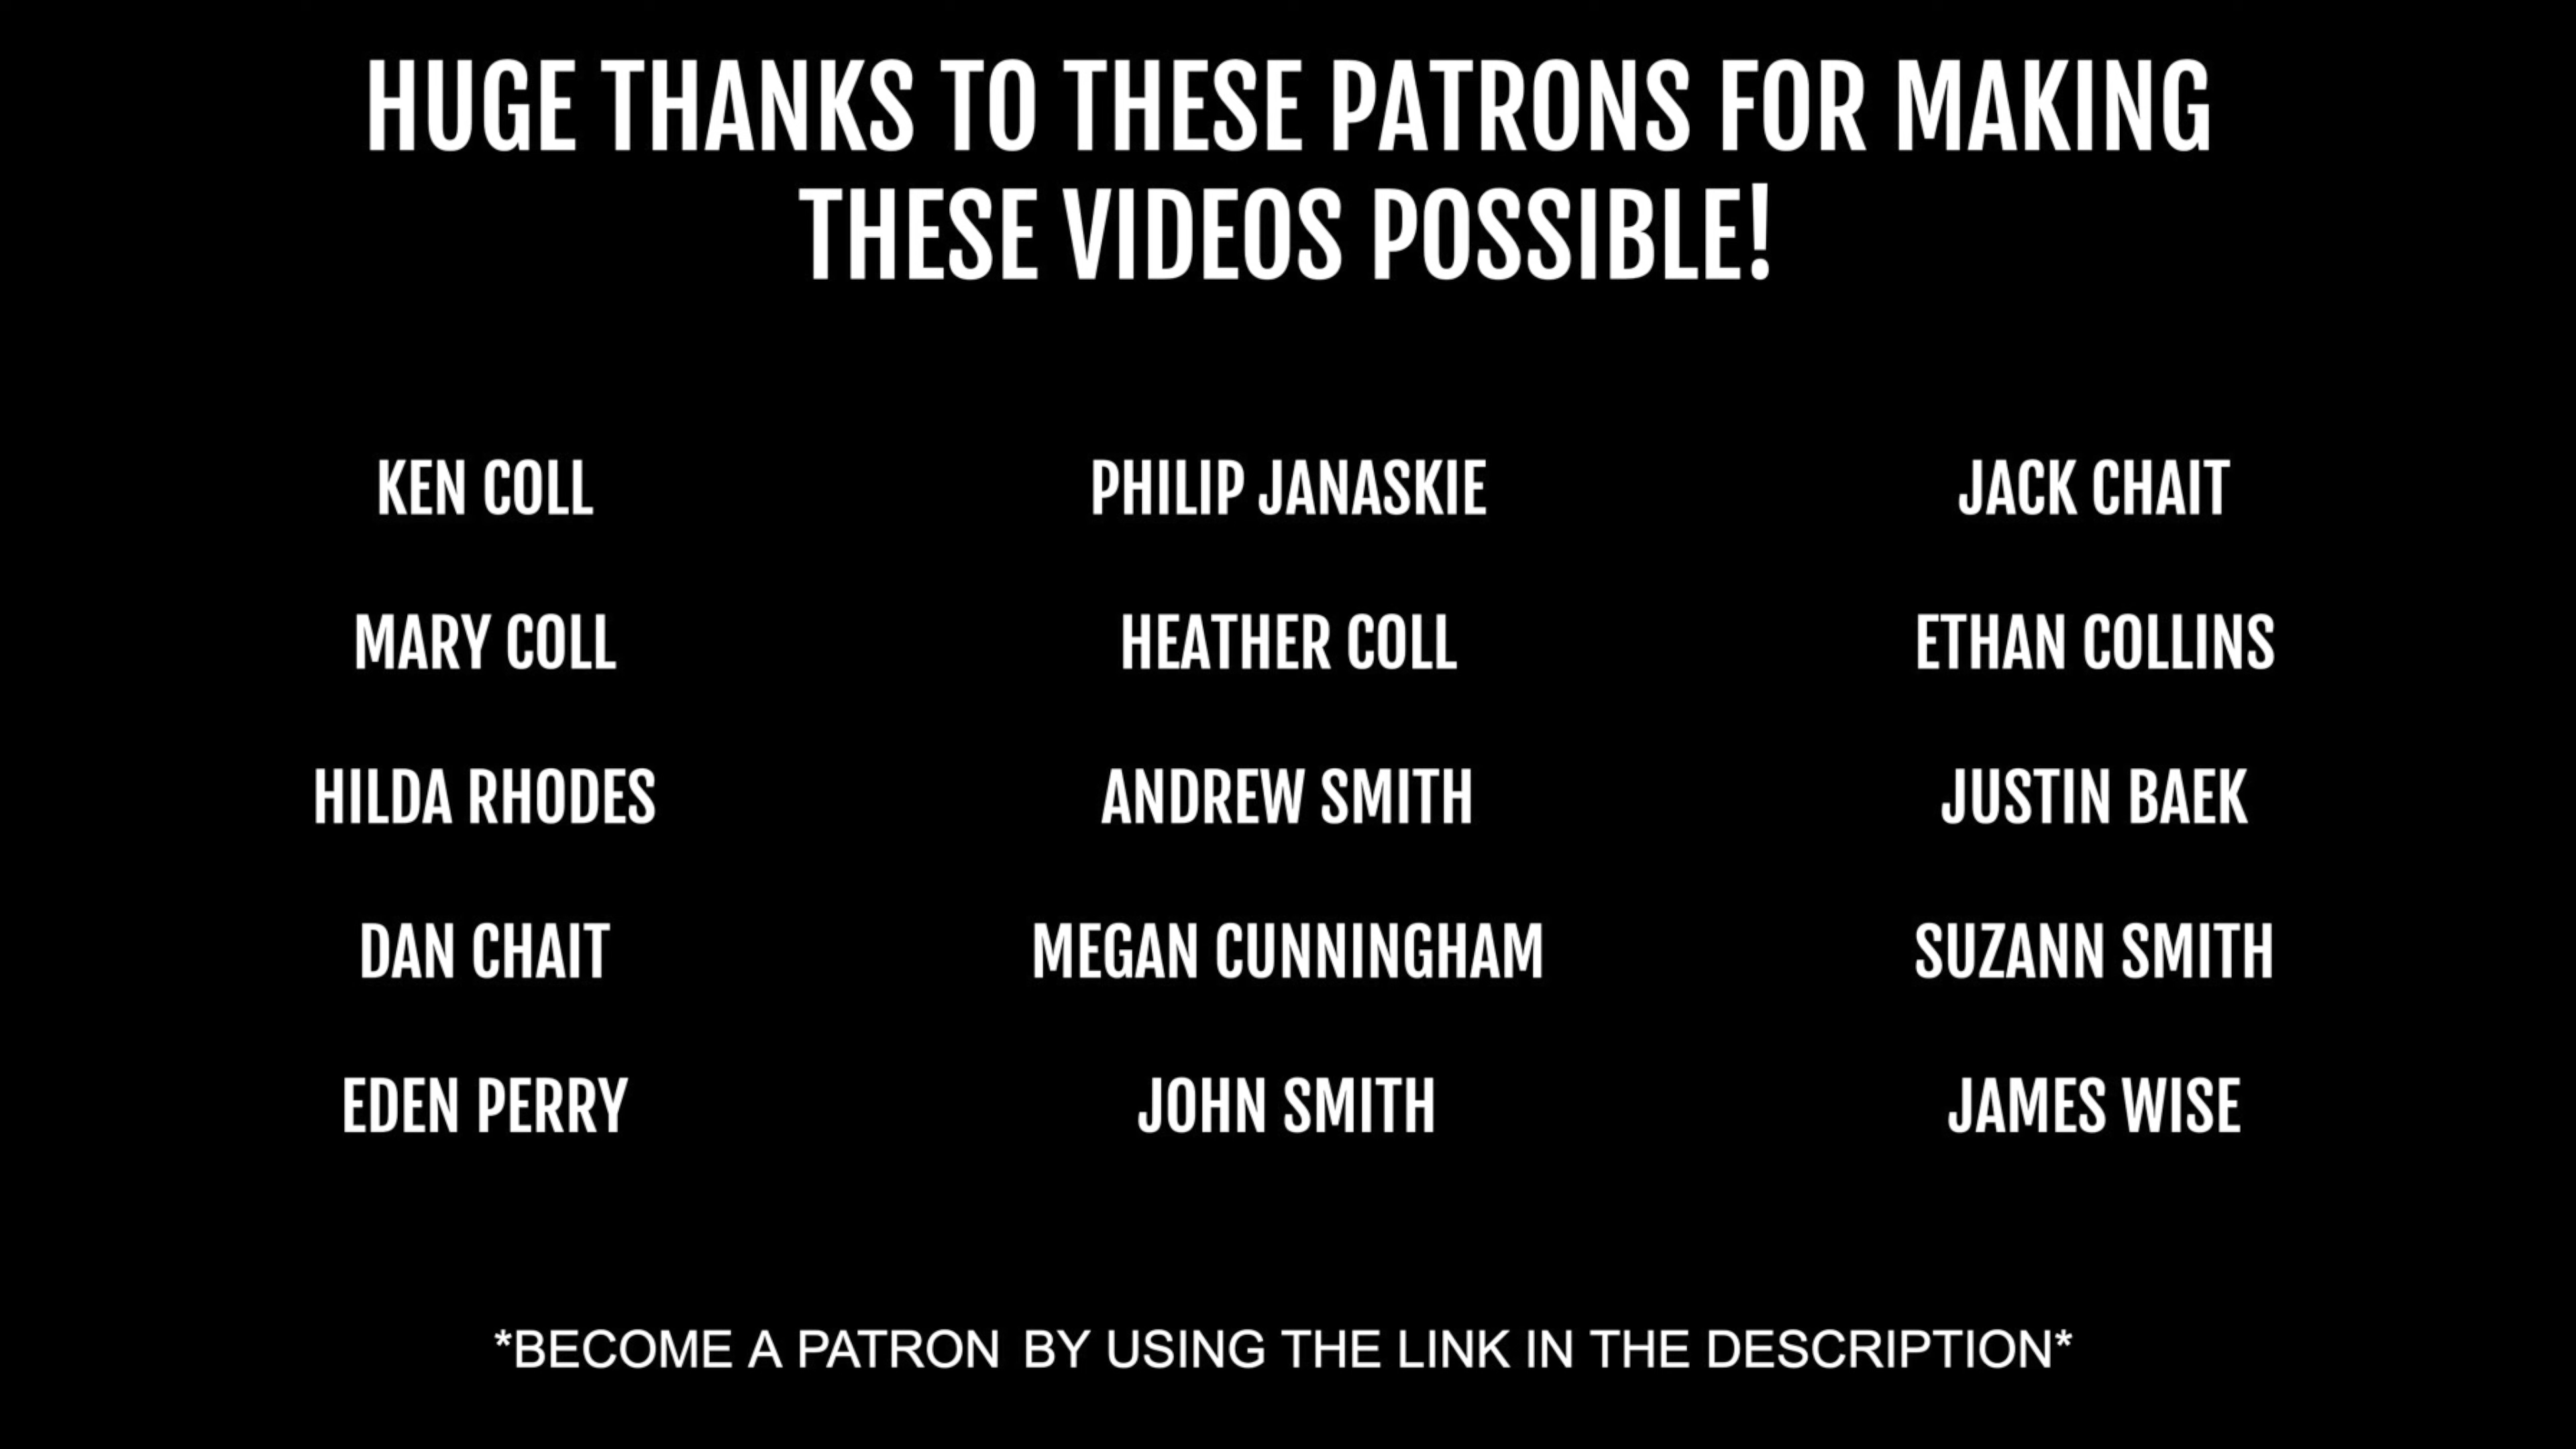 HUGE THANKS TO THESE PATRONS FOR MAKING
THESE VIDEOS POSSIBLE!
KEN COLL
PHILIP JANASKIE
JACK CHAIT
MARY COLL
HEATHER COLL
ETHAN COLLINS
HILDA RHODES
ANDREW SMITH
JUSTIN BAEK
DAN CHAIT
MEGAN CUNNINGHAM
SUZANN SMITH
EDEN PERRY
JOHN SMITH
JAMES WISE
*BECOME A PATRON BY USING THE LINK IN THE DESCRIPTION*